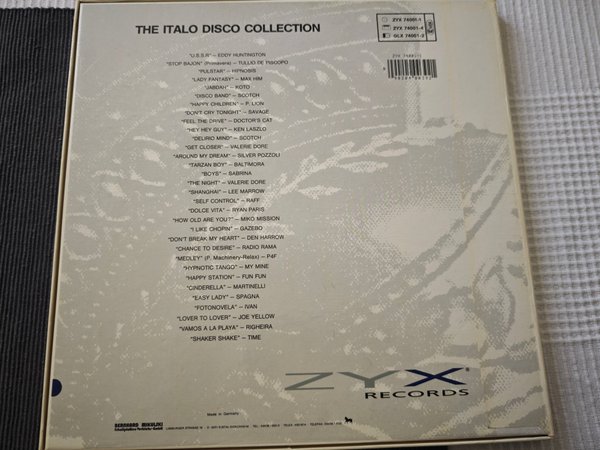 THE ITALO DISCO COLLECTION
ZYX 74001-1
ZYX 74001-4
GLX 74001-2
ZYX 74001-1
"U.S.S.R" – EDDY HUNTINGTON
"STOP BAJON" (Primavera) – TULLIO DE PISCOPO
"PULSTAR" – HIPNOSIS
"LADY FANTASY" – MAX HIM
"JABDAH" – KOTO
"DISCO BAND" – SCOTCH
"HAPPY CHILDREN" – P. LION
"DON'T CRY TONIGHT" – SAVAGE
"FEEL THE DRIVE" – DOCTOR'S CAT
"HEY HEY GUY" – KEN LASZLO
"DELIRIO MIND" – SCOTCH
"GET CLOSER" – VALERIE DORE
"AROUND MY DREAM" – SILVER POZZOLI
"TARZAN BOY" – BALTIMORA
"BOYS" – SABRINA
"THE NIGHT" – VALERIE DORE
"SHANGHAI" – LEE MARROW
"SELF CONTROL" – RAFF
"DOLCE VITA" – RYAN PARIS
"HOW OLD ARE YOU?" – MIKO MISSION
"I LIKE CHOPIN" – GAZEBO
"DON'T BREAK MY HEART" – DEN HARROW
"CHANCE TO DESIRE" – RADIO RAMA
"MEDLEY" (P. Machinery-Relax) – P4F
"HYPNOTIC TANGO" – MY MINE
"HAPPY STATION" – FUN FUN
"CINDERELLA" – MARTINELLI
"EASY LADY" – SPAGNA
"FOTONOVELA" – IVAN
"LOVER TO LOVER" – JOE YELLOW
"VAMOS A LA PLAYA" – RIGHEIRA
"SHAKER SHAKE" – TIME
ZYX®
RECORDS
Made in Germany
BERNHARD MIKULSKI
Schallplatten-Vertriebs-GmbH